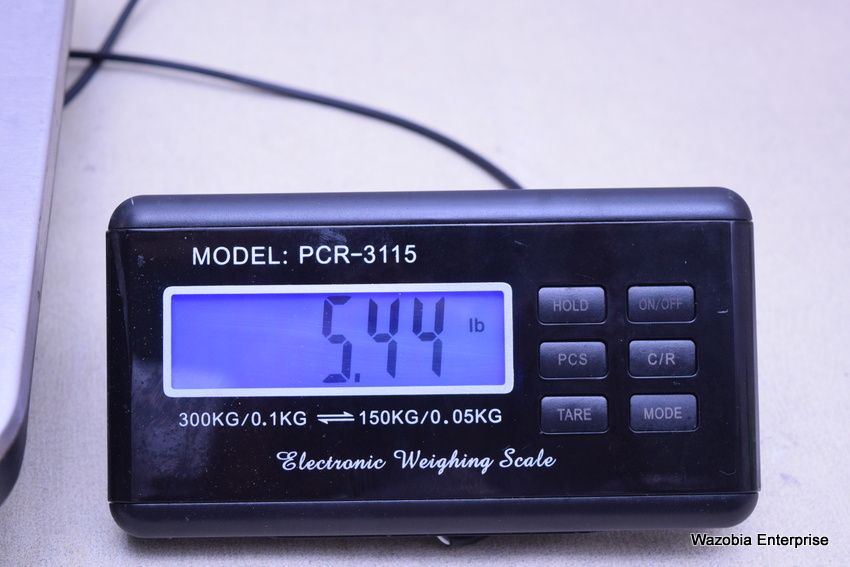 MODEL: PCR-3115
5.44 lb
300KG/0.1KG ⇌ 150KG/0.05KG
Electronic Weighing Scale
HOLD ON/OFF
PCS C/R
TARE MODE
Wazobia Enterprise